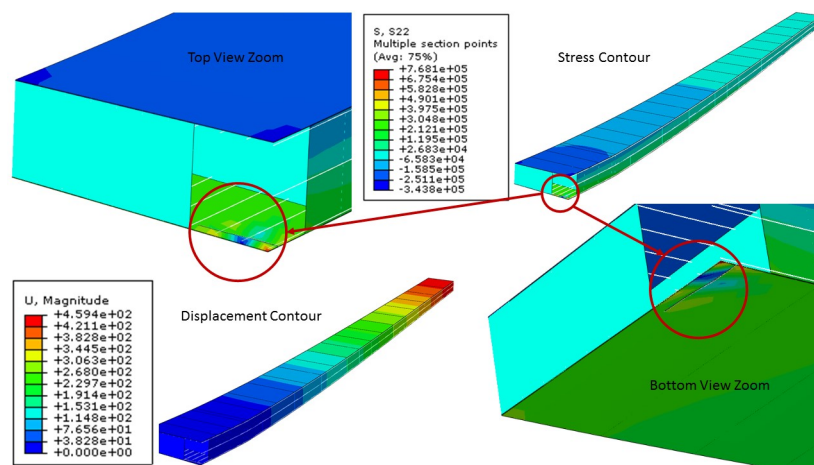 Top View Zoom
S, S22
Multiple section points
(Avg: 75%)
+7.681e+05
+6.754e+05
+5.828e+05
+4.901e+05
+3.975e+05
+3.048e+05
+2.121e+05
+1.195e+05
+2.683e+04
-6.583e+04
-1.585e+05
-2.511e+05
-3.438e+05
Stress Contour
U, Magnitude
+4.594e+02
+4.211e+02
+3.828e+02
+3.445e+02
+3.063e+02
+2.680e+02
+2.297e+02
+1.914e+02
+1.531e+02
+1.148e+02
+7.656e+01
+3.828e+01
+0.000e+00
Displacement Contour
Bottom View Zoom